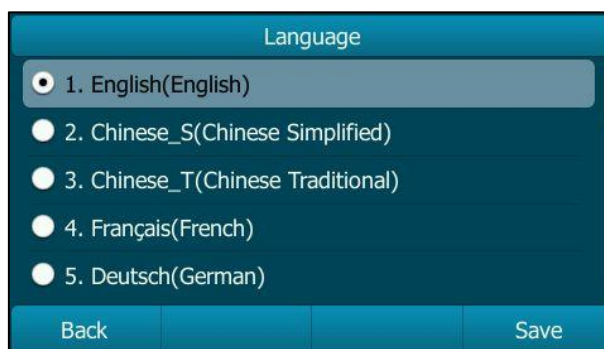 Language
1. English(English)
2. Chinese_S(Chinese Simplified)
3. Chinese_T(Chinese Traditional)
4. Français(French)
5. Deutsch(German)
Back Save